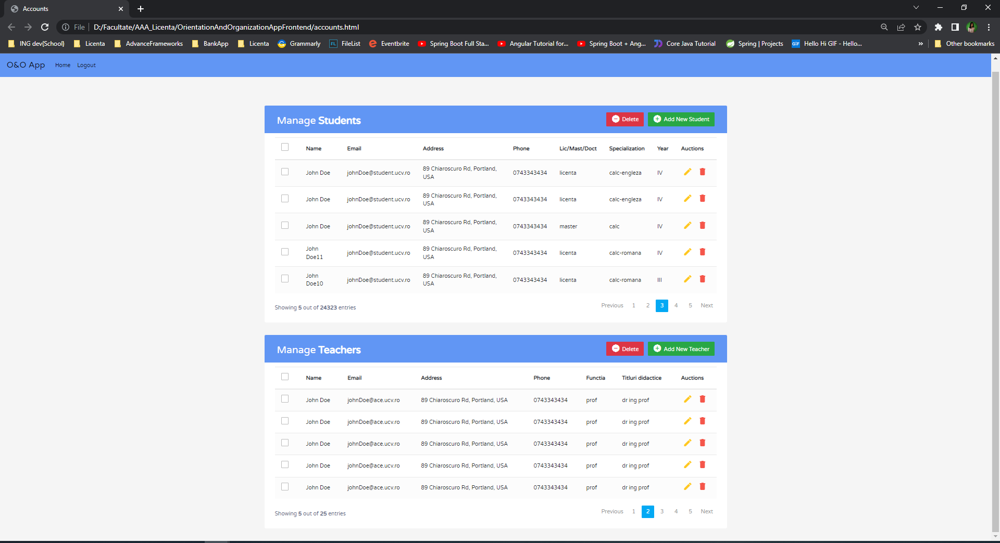 Accounts
File D:/Facultate/AAA_Licenta/OrientationAndOrganizationAppFrontend/accounts.html
ING dev{School} Licenta AdvanceFrameworks BankApp Licenta Grammarly FL FileList Eventbrite Spring Boot Full Sta... Angular Tutorial for... Spring Boot + Ang... Core Java Tutorial Spring | Projects GIF Hello Hi GIF - Hello... » Other bookmarks
O&O App Home Logout
Manage Students Delete Add New Student
Name Email Address Phone Lic/Mast/Doct Specialization Year Auctions
John Doe johnDoe@student.ucv.ro 89 Chiaroscuro Rd, Portland, USA 0743343434 licenta calc-engleza IV
John Doe johnDoe@student.ucv.ro 89 Chiaroscuro Rd, Portland, USA 0743343434 licenta calc-engleza IV
John Doe johnDoe@student.ucv.ro 89 Chiaroscuro Rd, Portland, USA 0743343434 master calc IV
John Doe11 johnDoe@student.ucv.ro 89 Chiaroscuro Rd, Portland, USA 0743343434 licenta calc-romana IV
John Doe10 johnDoe@student.ucv.ro 89 Chiaroscuro Rd, Portland, USA 0743343434 licenta calc-romana III
Showing 5 out of 24323 entries Previous 1 2 3 4 5 Next
Manage Teachers Delete Add New Teacher
Name Email Address Phone Functia Titluri didactice Auctions
John Doe johnDoe@ace.ucv.ro 89 Chiaroscuro Rd, Portland, USA 0743343434 prof dr ing prof
John Doe johnDoe@ace.ucv.ro 89 Chiaroscuro Rd, Portland, USA 0743343434 prof dr ing prof
John Doe johnDoe@ace.ucv.ro 89 Chiaroscuro Rd, Portland, USA 0743343434 prof dr ing prof
John Doe johnDoe@ace.ucv.ro 89 Chiaroscuro Rd, Portland, USA 0743343434 prof dr ing prof
John Doe johnDoe@ace.ucv.ro 89 Chiaroscuro Rd, Portland, USA 0743343434 prof dr ing prof
Showing 5 out of 25 entries Previous 1 2 3 4 5 Next